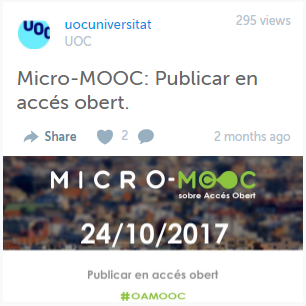 UOC
uocuniversitat
295 views
UOC
Micro-MOOC: Publicar en
accés obert.
Share
2
2 months ago
MICRO-MOOC
sobre Accés Obert
24/10/2017
Publicar en accés obert
#OAMOOC